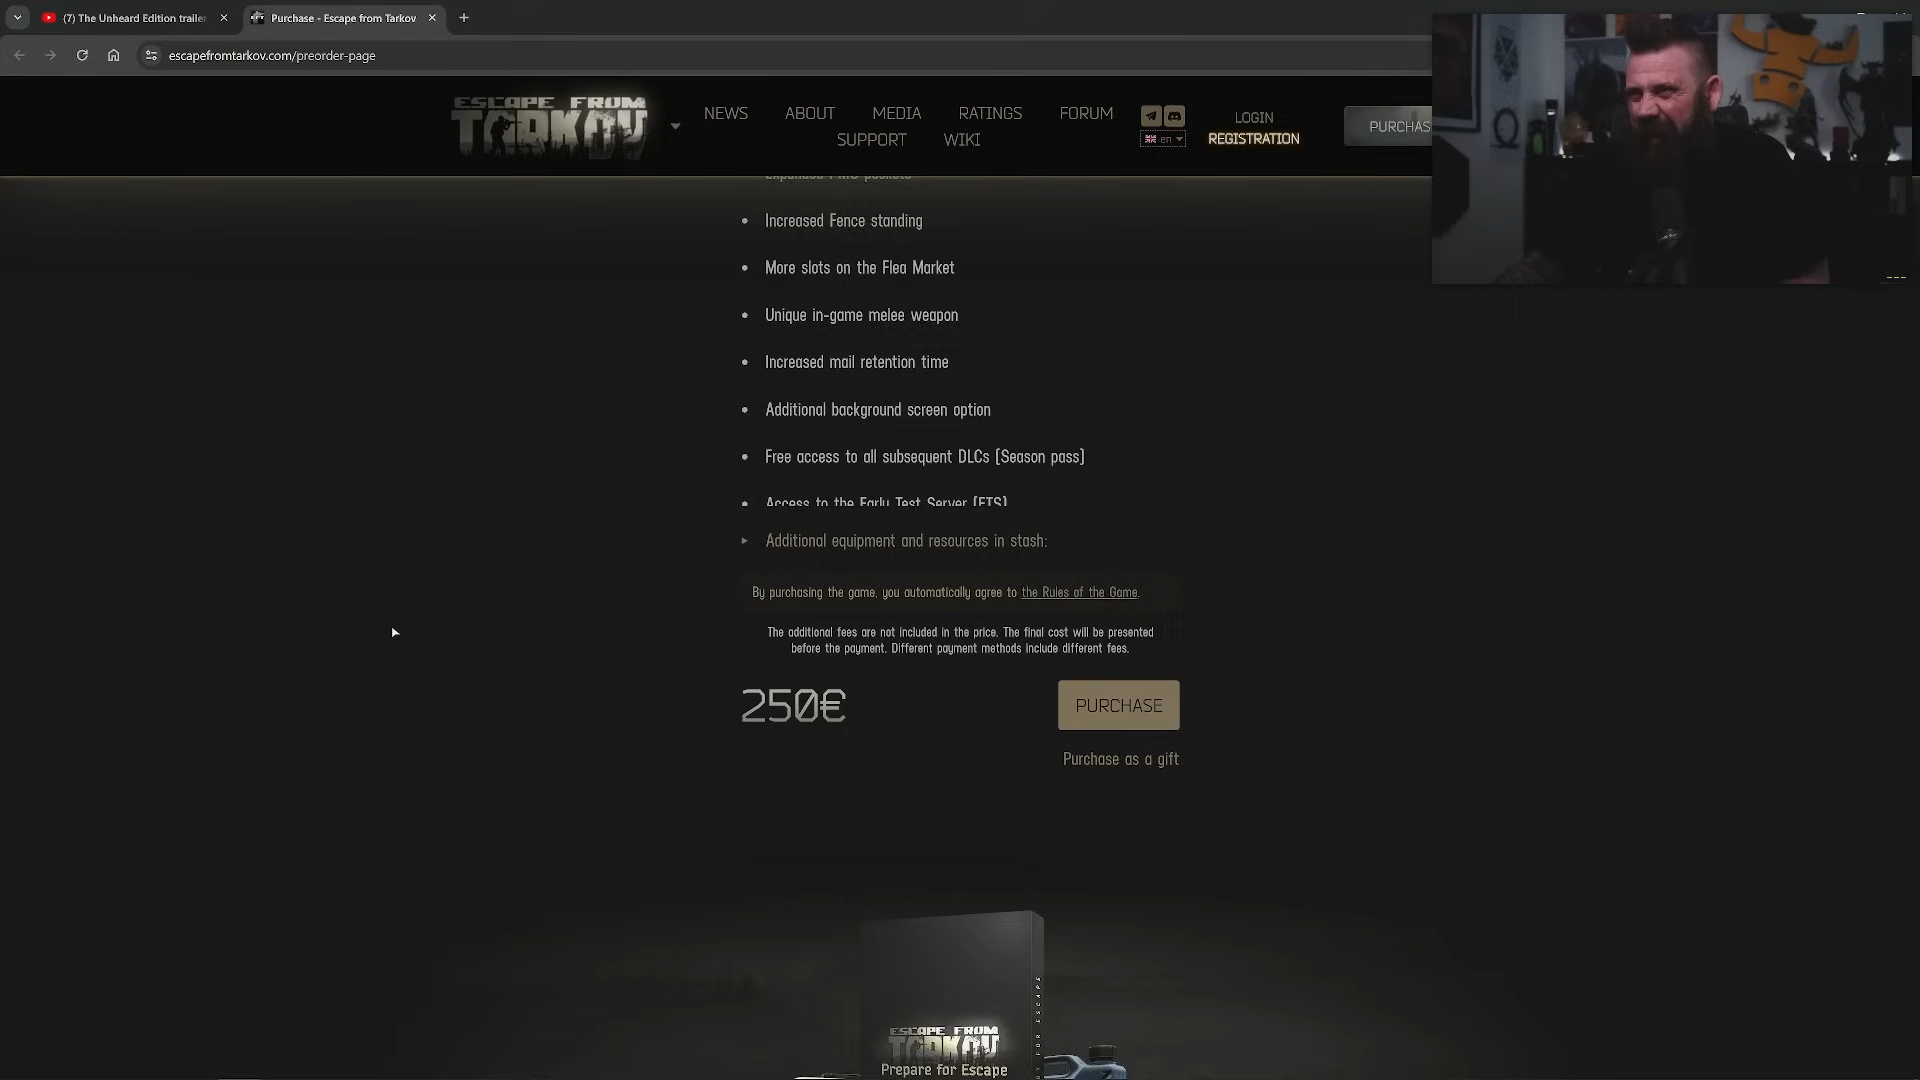 (7) The Unheard Edition trailer
Purchase - Escape from Tarkov
escapefromtarkov.com/preorder-page
ESCAPE FROM
TARKOV
NEWS
ABOUT
MEDIA
RATINGS
FORUM
SUPPORT
WIKI
en
LOGIN
REGISTRATION
PURCHAS
Expanded PMC pockets
Increased Fence standing
More slots on the Flea Market
Unique in-game melee weapon
Increased mail retention time
Additional background screen option
Free access to all subsequent DLCs [Season pass]
Access to the Early Test Server [ETS]
Additional equipment and resources in stash:
By purchasing the game, you automatically agree to the Rules of the Game.
The additional fees are not included in the price. The final cost will be presented
before the payment. Different payment methods include different fees.
250€
PURCHASE
Purchase as a gift
ESCAPE FROM
TARKOV
Prepare for Escape